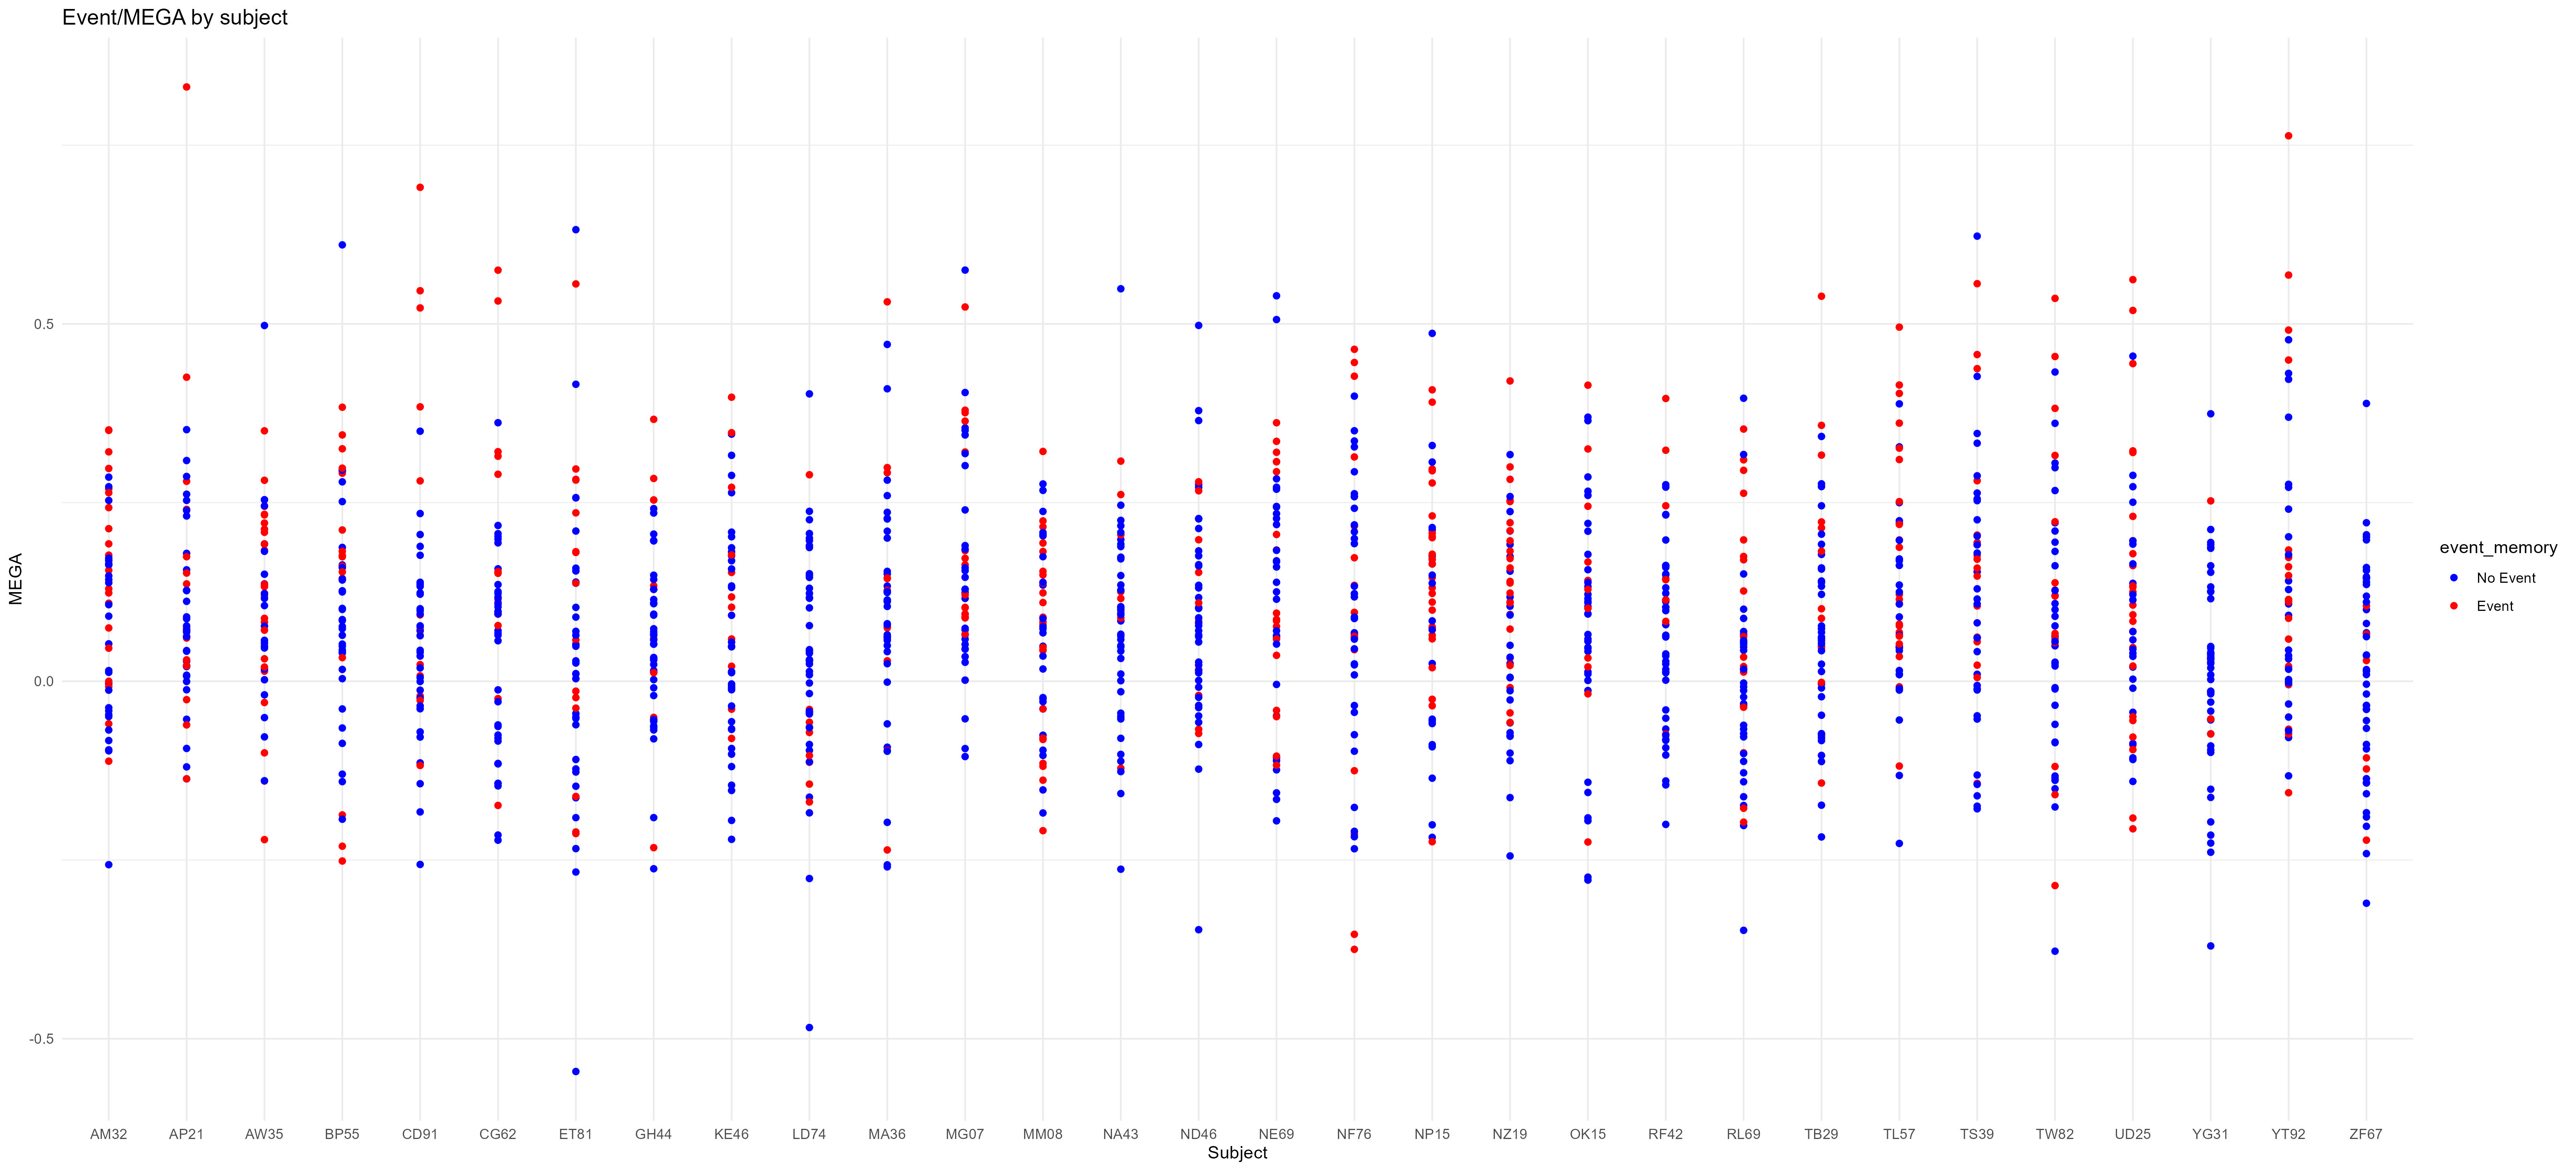 Event/MEGA by subject
MEGA
0.5
0.0
-0.5
AM32 AP21 AW35 BP55 CD91 CG62 ET81 GH44 KE46 LD74 MA36 MG07 MM08 NA43 ND46 NE69 NF76 NP15 NZ19 OK15 RF42 RL69 TB29 TL57 TS39 TW82 UD25 YG31 YT92 ZF67
Subject
event_memory
No Event
Event